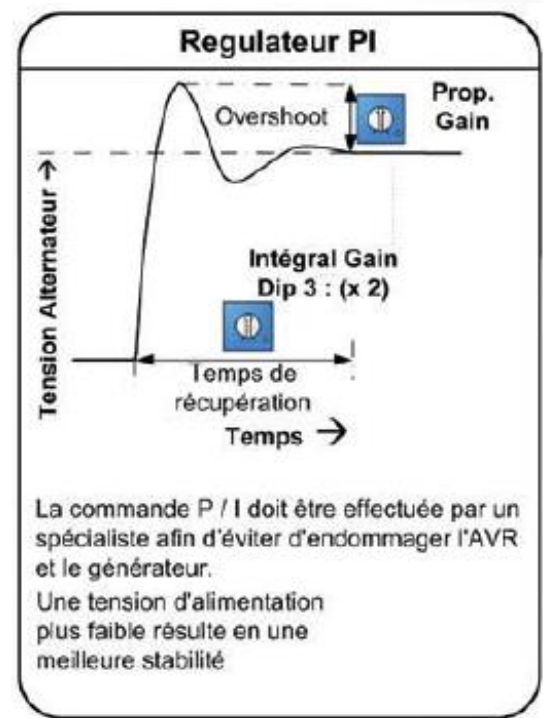 Regulateur PI
Overshoot
Prop.
Gain
Tension Alternateur →
Intégral Gain
Dip 3 : (x 2)
Temps de
récupération
Temps →
La commande P / I doit être effectuée par un
spécialiste afin d'éviter d'endommager l'AVR
et le générateur.
Une tension d'alimentation
plus faible résulte en une
meilleure stabilité